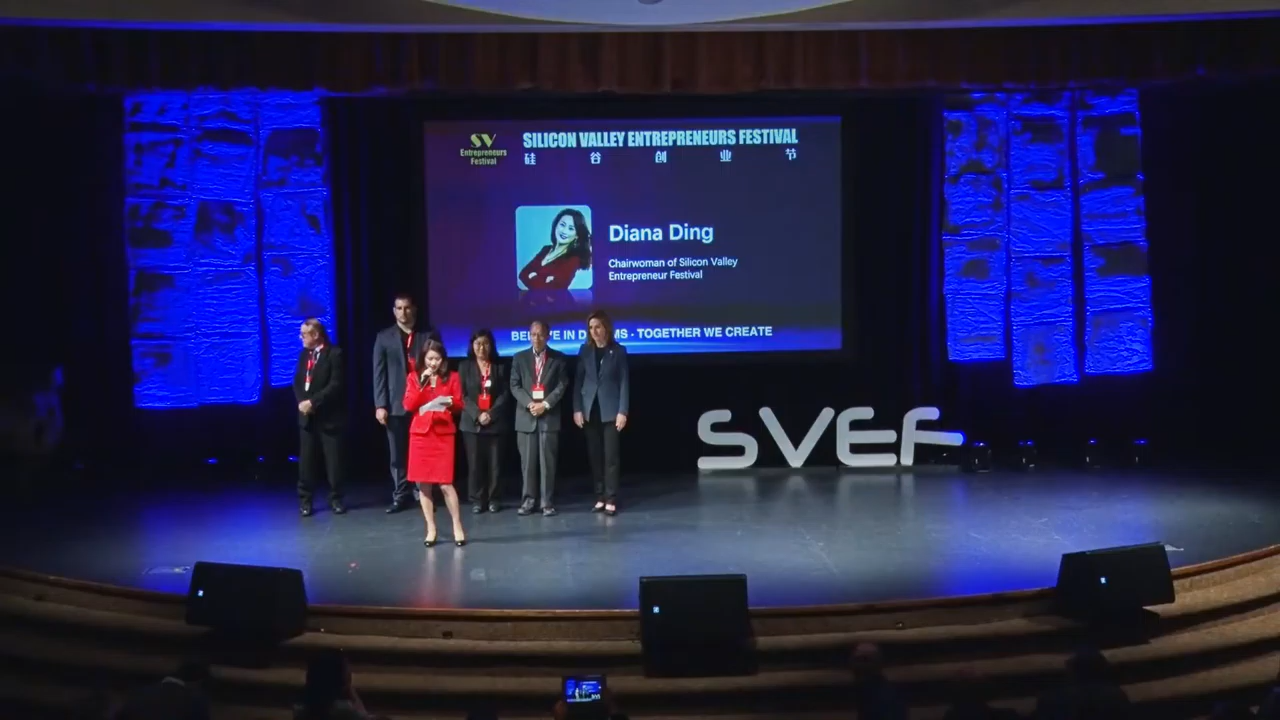 SV
Entrepreneurs
Festival
SILICON VALLEY ENTREPRENEURS FESTIVAL
硅谷创业节
Diana Ding
Chairwoman of Silicon Valley
Entrepreneur Festival
IN - TOGETHER WE CREATE
SVEF